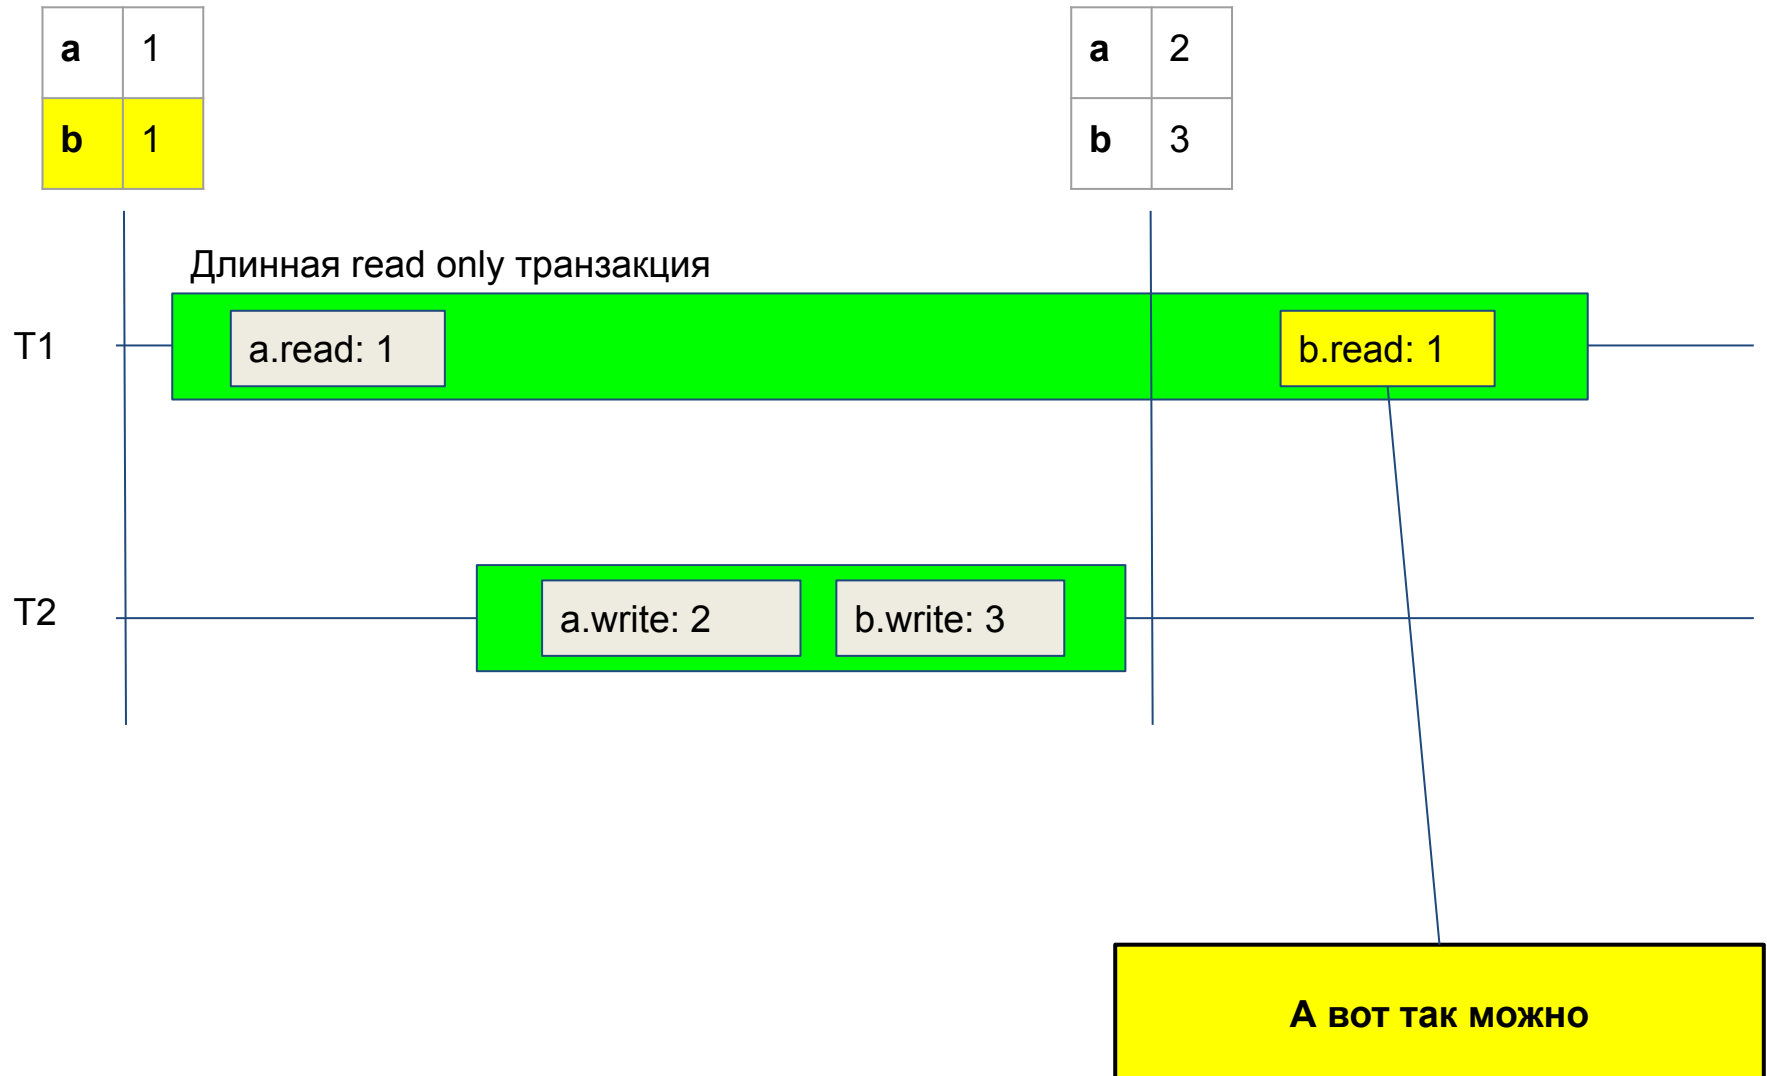 a 1
b 1
a 2
b 3
Длинная read only транзакция
T1
a.read: 1
b.read: 1
T2
a.write: 2
b.write: 3
А вот так можно